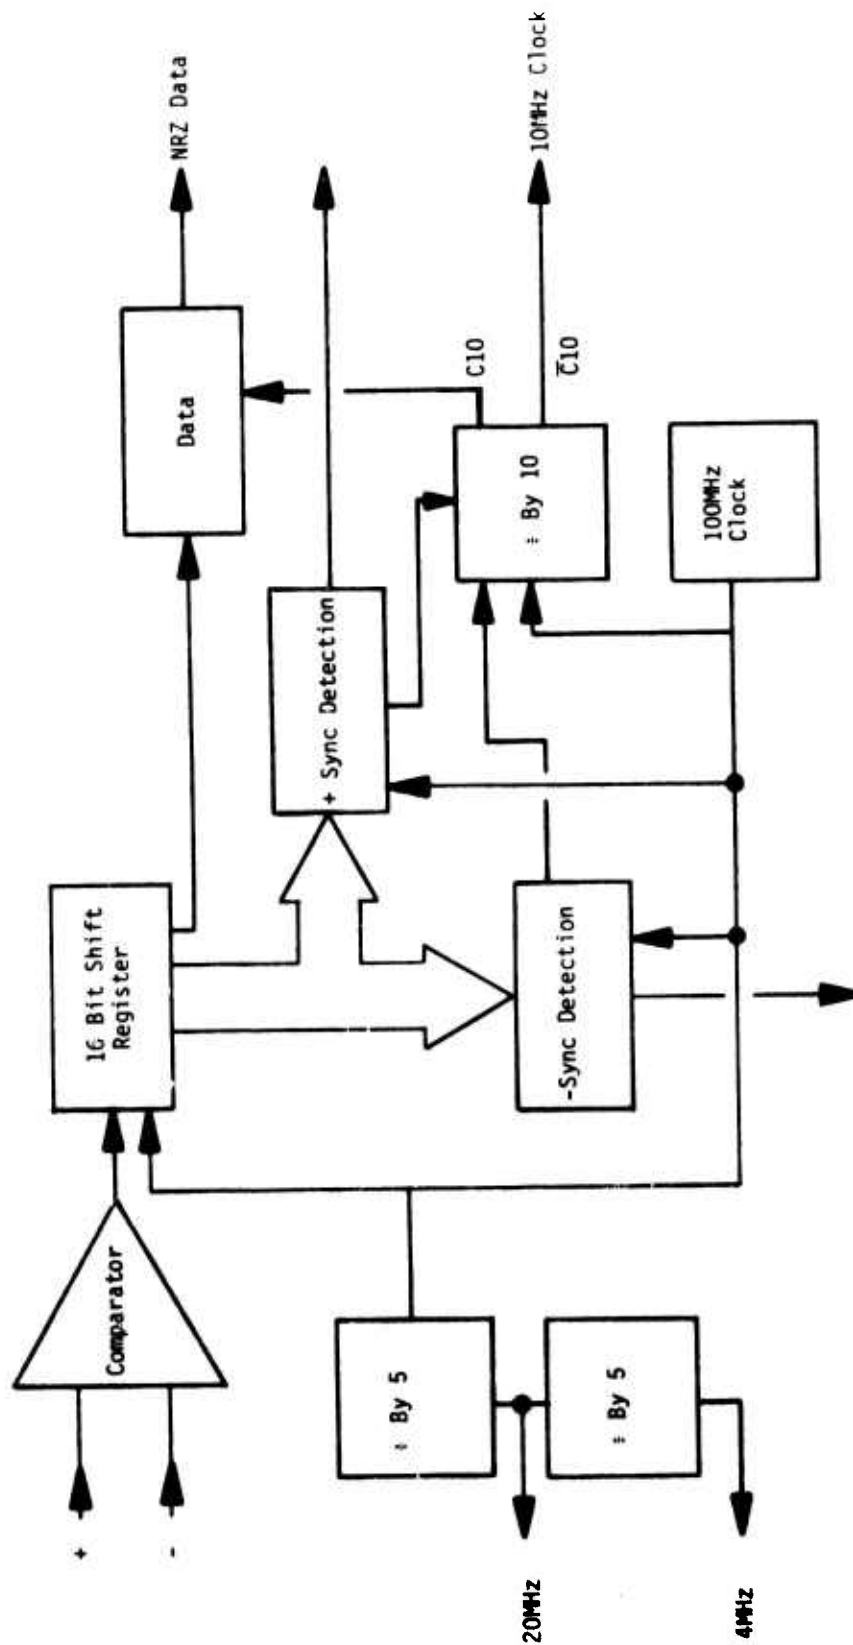 +
-
Comparator
16 Bit Shift
Register
Data
NRZ Data
+ Sync Detection
-Sync Detection
÷ By 10
C10
C̅10
10MHz Clock
100MHz
Clock
÷ By 5
÷ By 5
20MHz
4MHz